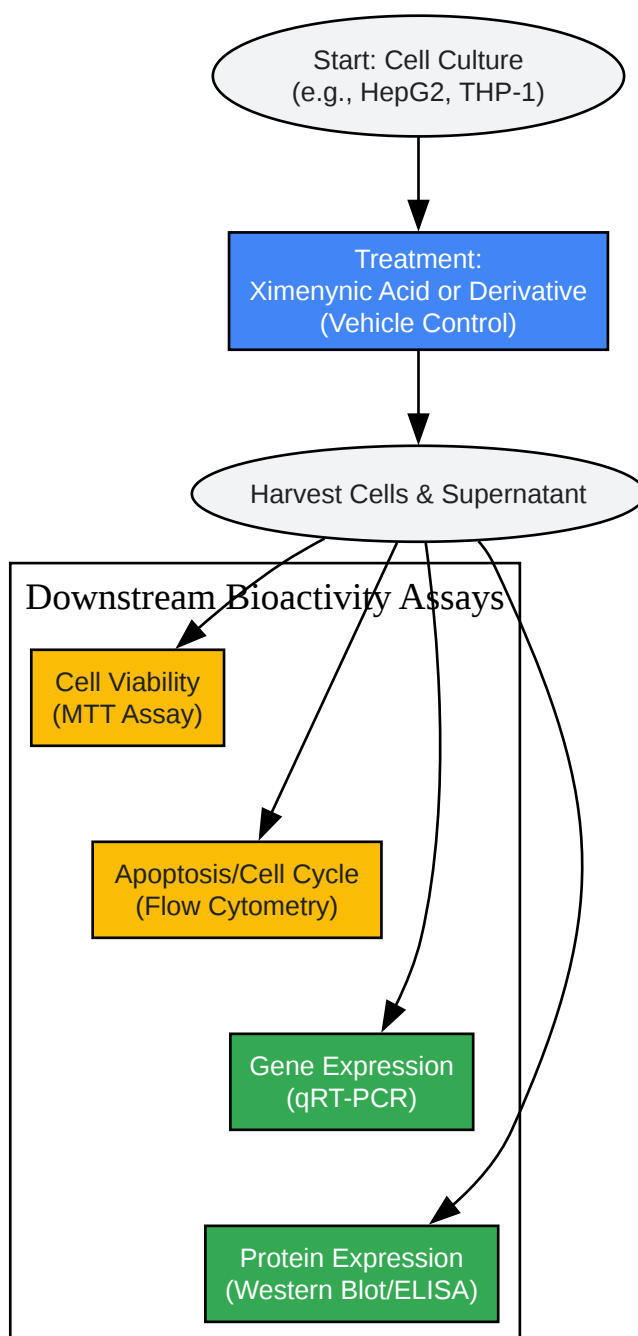 Start: Cell Culture
(e.g., HepG2, THP-1)
Treatment:
Ximenynic Acid or Derivative
(Vehicle Control)
Harvest Cells & Supernatant
Downstream Bioactivity Assays
Cell Viability
(MTT Assay)
Apoptosis/Cell Cycle
(Flow Cytometry)
Gene Expression
(qRT-PCR)
Protein Expression
(Western Blot/ELISA)